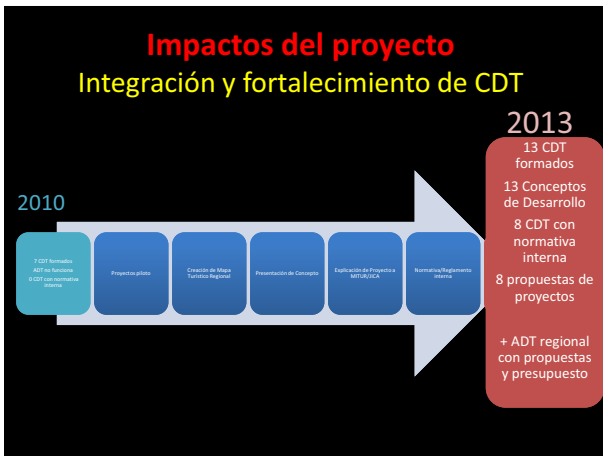 Impactos del proyecto
Integración y fortalecimiento de CDT
2010
7 CDT formados
ADT no funciona
0 CDT con normativa
interna
Proyectos piloto
Creación de Mapa
Turístico Regional
Presentación de Concepto
Explicación de Proyecto a
MITUR/JICA
Normativa/Reglamento
interna
2013
13 CDT
formados
13 Conceptos
de Desarrollo
8 CDT con
normativa
interna
8 propuestas de
proyectos
+ ADT regional
con propuestas
y presupuesto